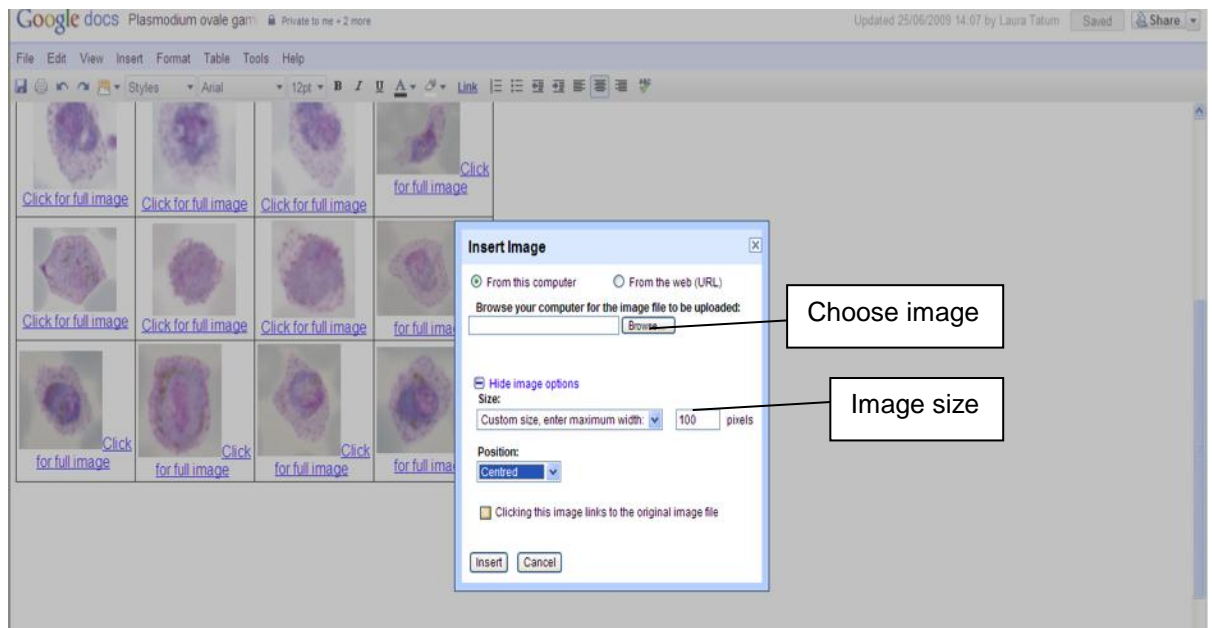 Google docs Plasmodium ovale gam Private to me + 2 more Updated 25/06/2009 14:07 by Laura Tatum Saved Share
File Edit View Insert Format Table Tools Help
Styles Arial 12pt B I U A Link
Click
for full image
Click for full image Click for full image Click for full image
Click for full image Click for full image Click for full image for full ima
Click
for full image
Click
for full image
Click
for full image
for full ima
Insert Image
From this computer From the web (URL)
Browse your computer for the image file to be uploaded:
Browse...
Choose image
Hide image options
Size:
Custom size, enter maximum width: 100 pixels
Image size
Position:
Centred
Clicking this image links to the original image file
Insert Cancel